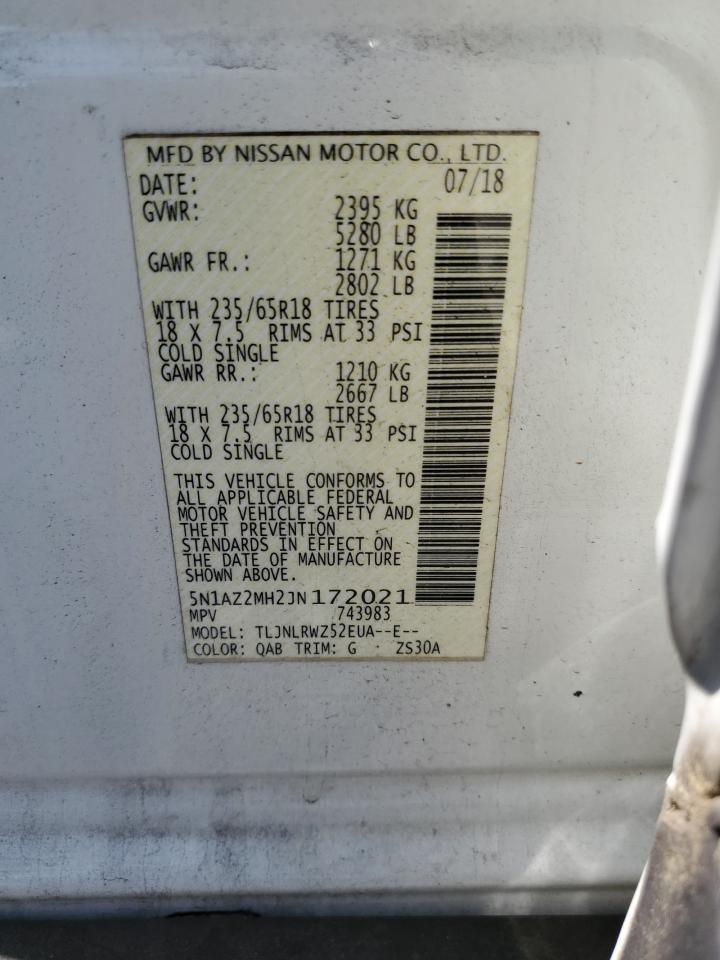 MFD BY NISSAN MOTOR CO., LTD.
DATE: 07/18
GVWR: 2395 KG
5280 LB
GAWR FR.: 1271 KG
2802 LB
WITH 235/65R18 TIRES
18 X 7.5 RIMS AT 33 PSI
COLD SINGLE
GAWR RR.: 1210 KG
2667 LB
WITH 235/65R18 TIRES
18 X 7.5 RIMS AT 33 PSI
COLD SINGLE
THIS VEHICLE CONFORMS TO
ALL APPLICABLE FEDERAL
MOTOR VEHICLE SAFETY AND
THEFT PREVENTION
STANDARDS IN EFFECT ON
THE DATE OF MANUFACTURE
SHOWN ABOVE.
5N1AZ2MH2JN172021
MPV 743983
MODEL: TLJNLRWZ52EUA--E--
COLOR: QAB TRIM: G ZS30A